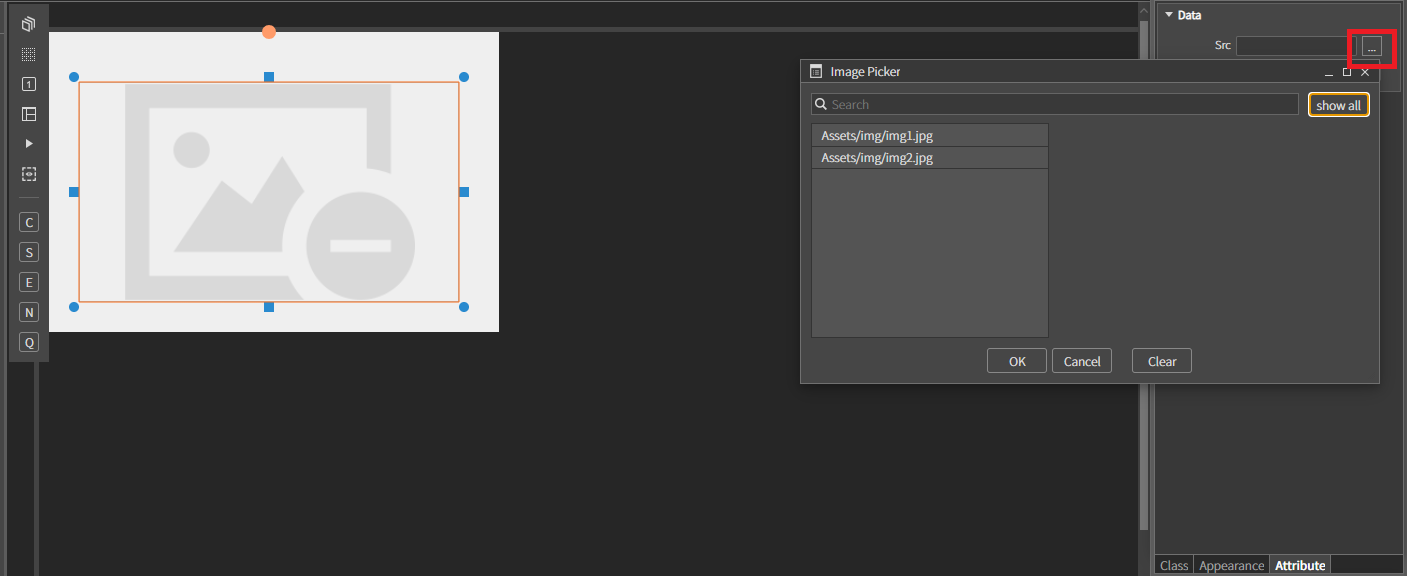 Data
Src
...
Image Picker
Search
show all
Assets/img/img1.jpg
Assets/img/img2.jpg
OK
Cancel
Clear
1
C
S
E
N
Q
Class
Appearance
Attribute